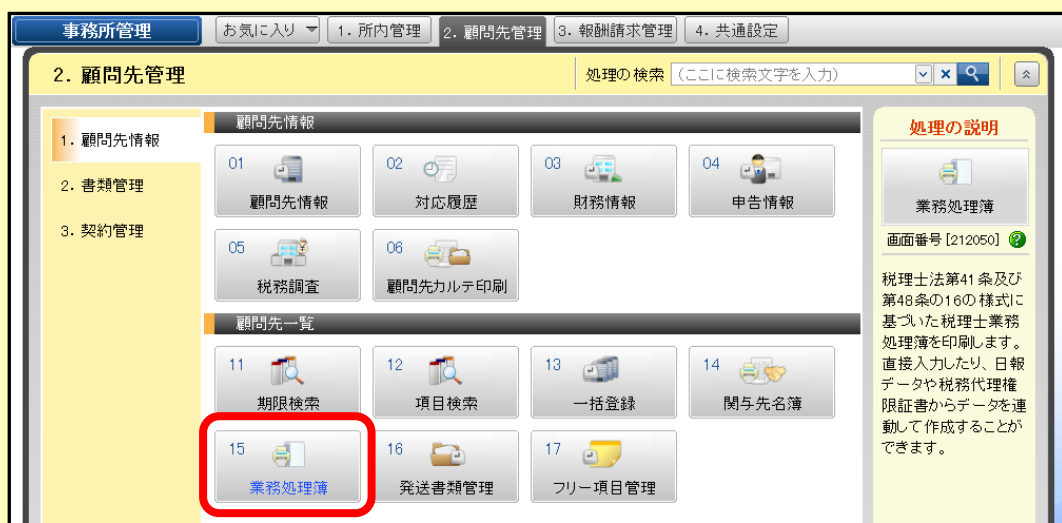 事務所管理
お気に入り
1. 所内管理
2. 顧問先管理
3. 報酬請求管理
4. 共通設定
2. 顧問先管理
処理の検索
(ここに検索文字を入力)
1. 顧問先情報
2. 書類管理
3. 契約管理
顧問先情報
01
顧問先情報
02
対応履歴
03
財務情報
04
申告情報
05
税務調査
06
顧問先カルテ印刷
顧問先一覧
11
期限検索
12
項目検索
13
一括登録
14
関与先名簿
15
業務処理簿
16
発送書類管理
17
フリー項目管理
処理の説明
業務処理簿
画面番号[212050]
税理士法第41条及び
第48条の16の様式に
基づいた税理士業務
処理簿を印刷します。
直接入力したり、日報
データや税務代理権
限証書からデータを連
動して作成することが
できます。